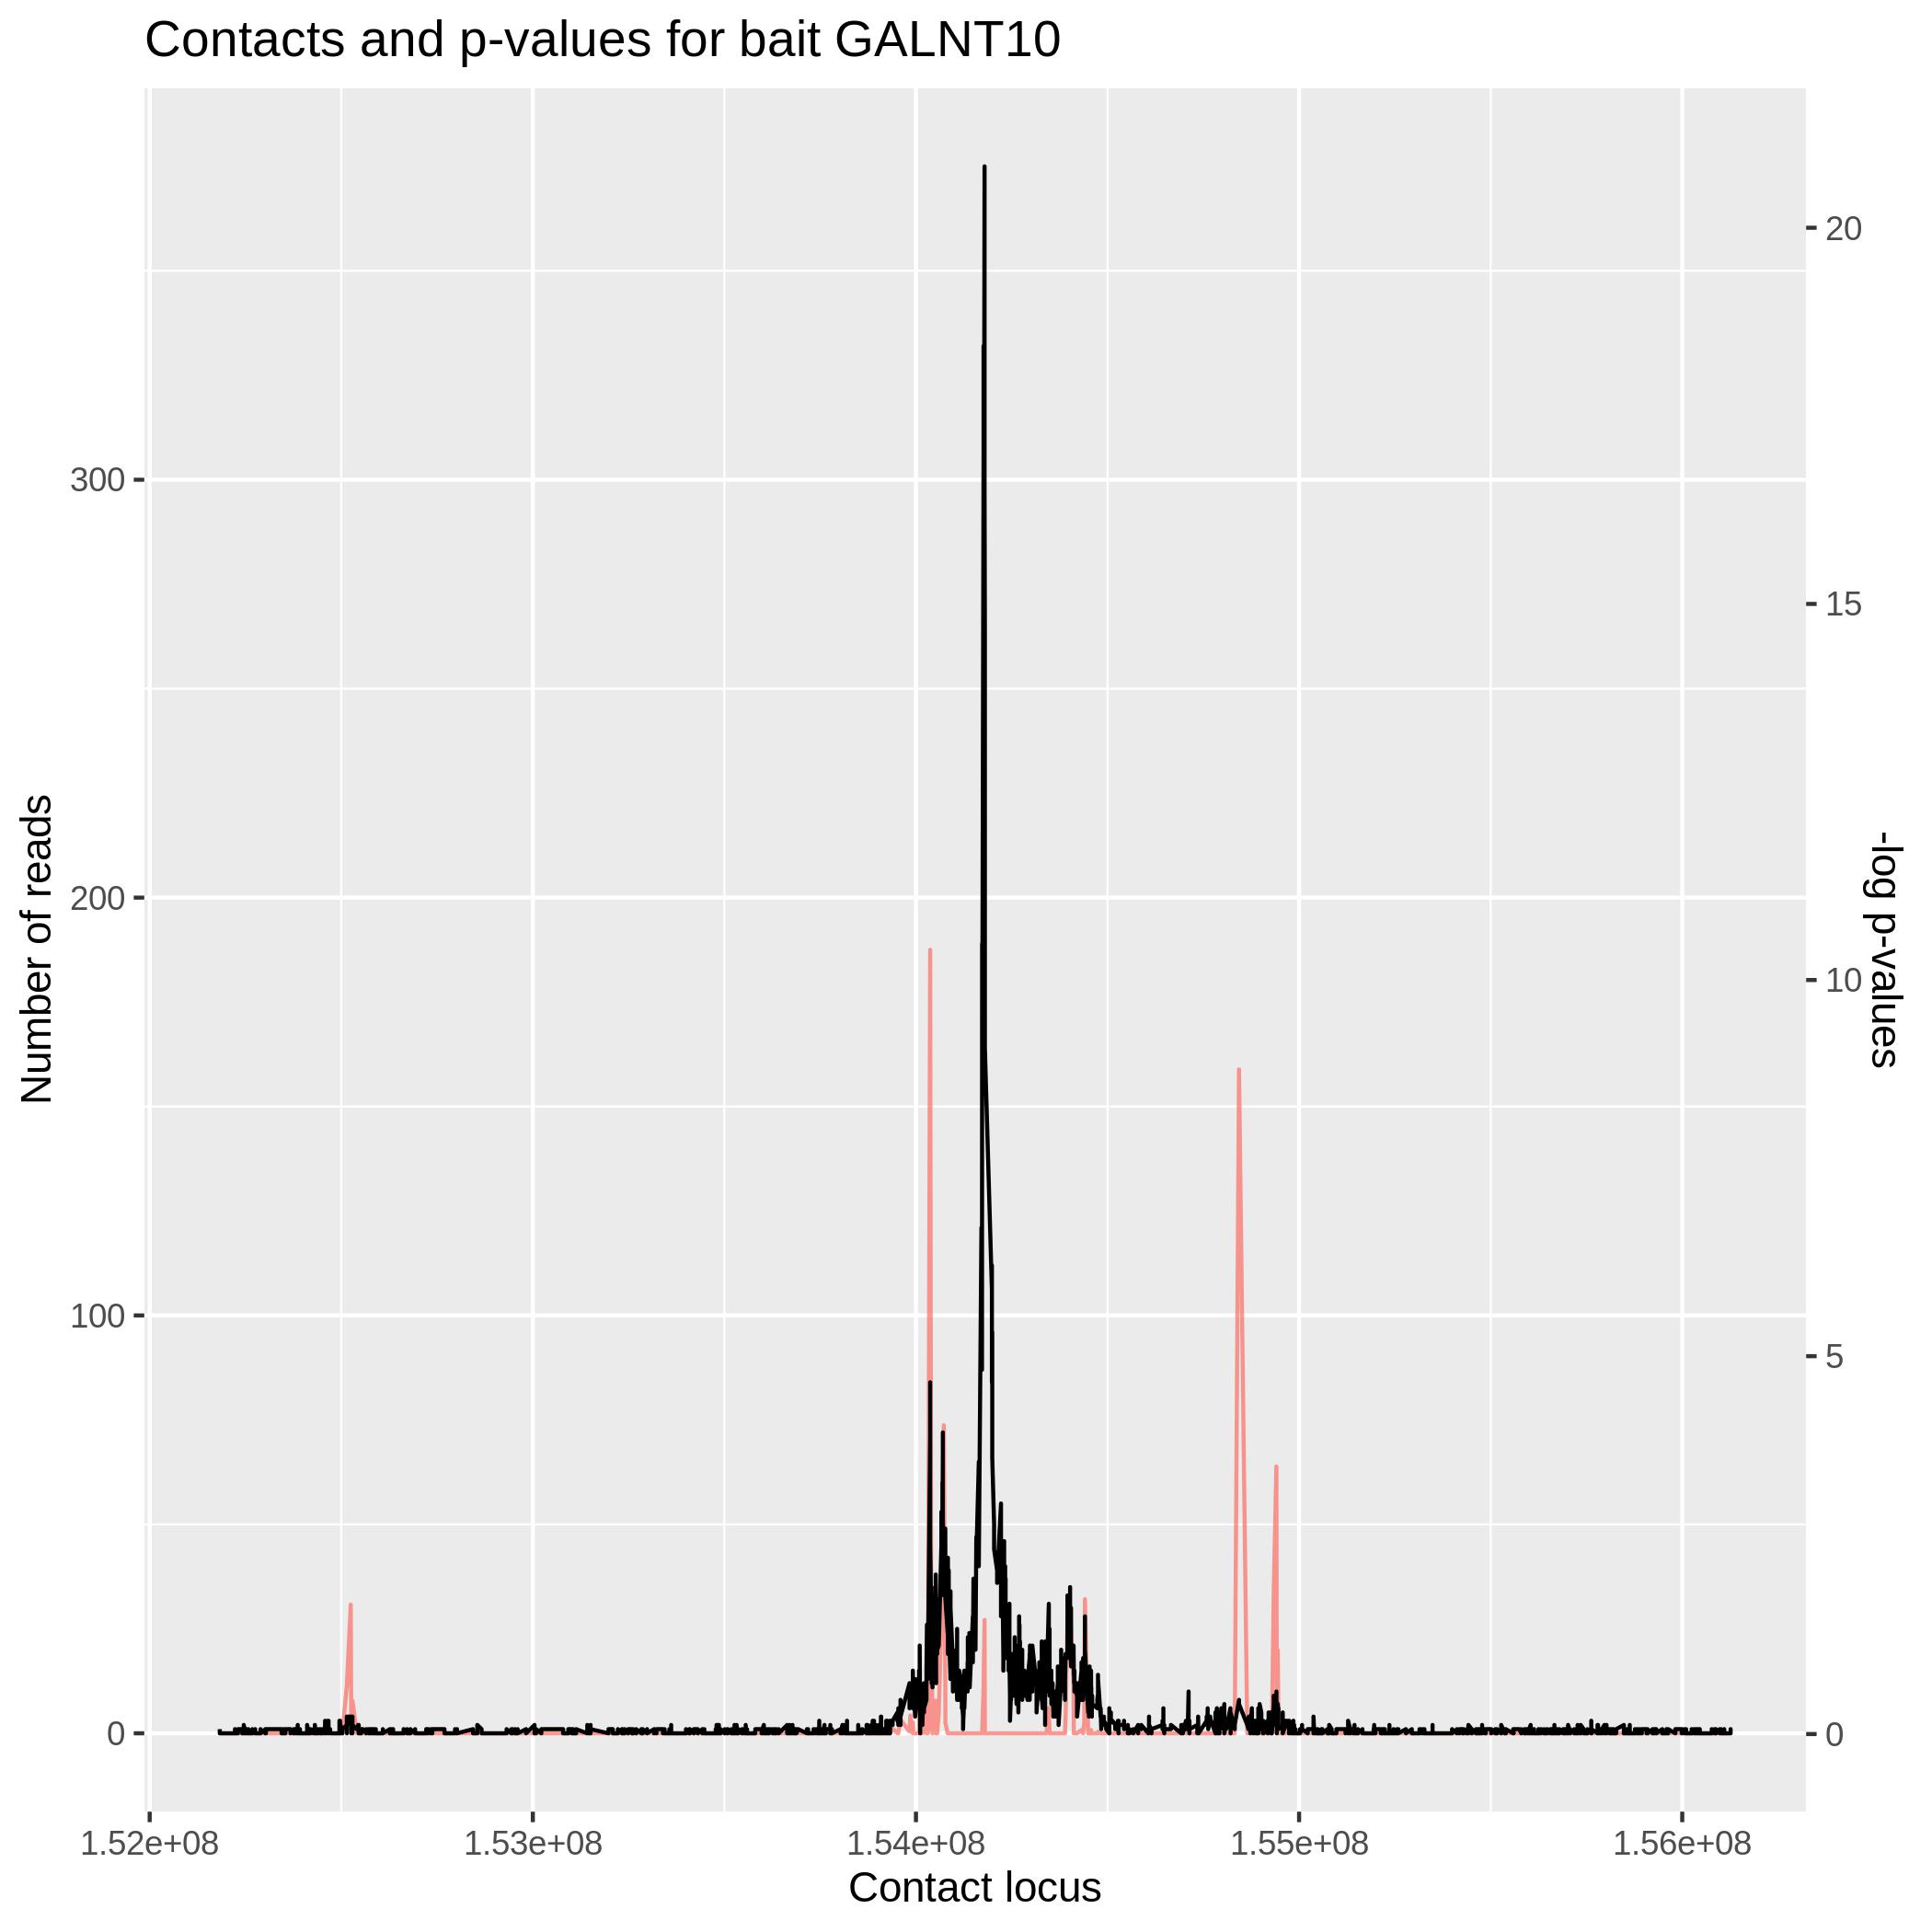 Contacts and p-values for bait GALNT10
Number of reads
300
200
100
0
20
15
10
5
0
-log p-values
1.52e+08 1.53e+08 1.54e+08 1.55e+08 1.56e+08
Contact locus